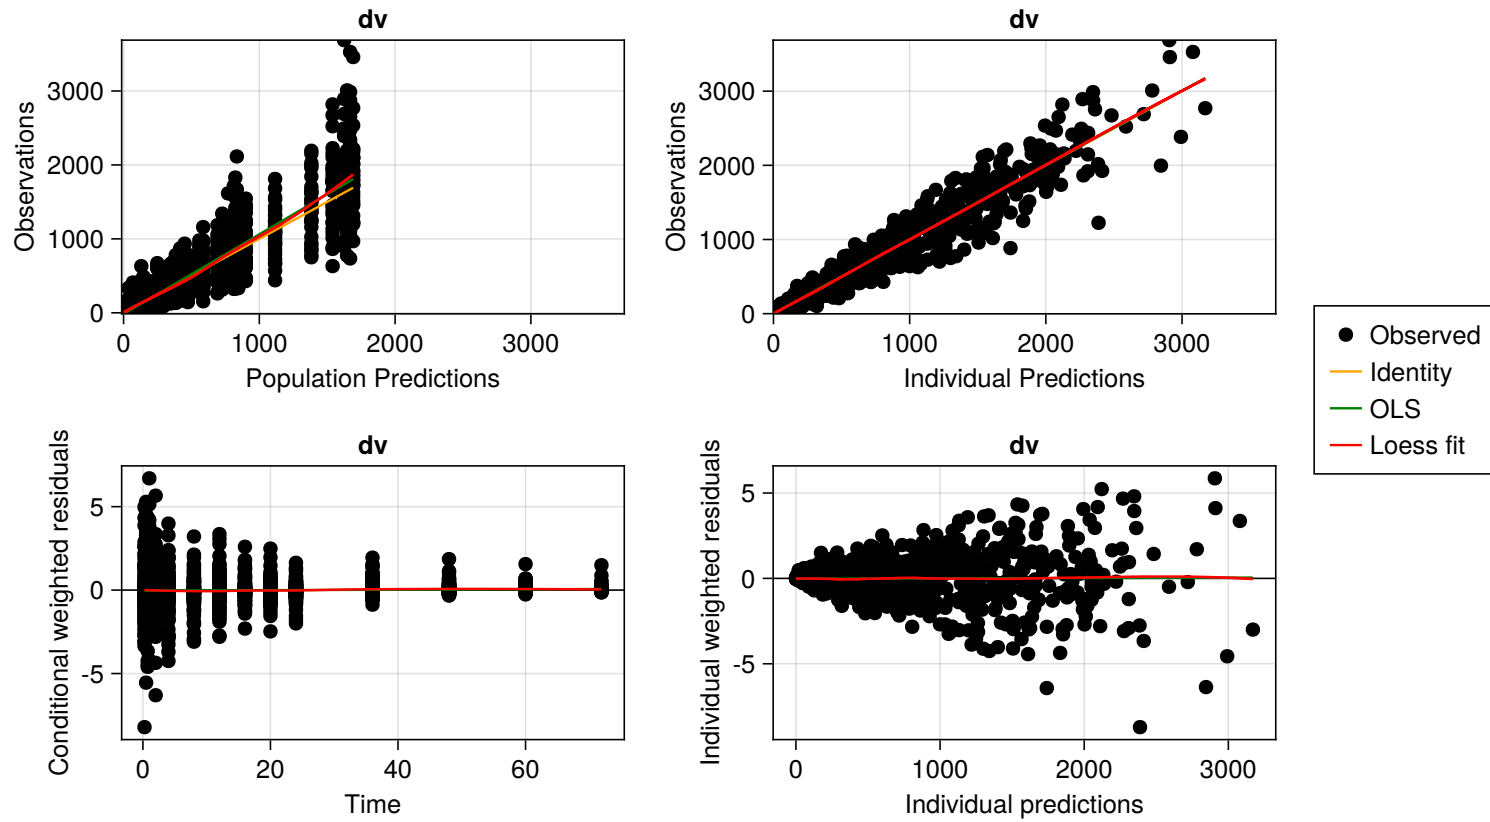 dv
Observations
3000
2000
1000
0
0
1000
2000
3000
Population Predictions
dv
Observations
3000
2000
1000
0
0
1000
2000
3000
Individual Predictions
Observed
Identity
OLS
Loess fit
dv
Conditional weighted residuals
5
0
-5
0
20
40
60
Time
dv
Individual weighted residuals
5
0
-5
0
1000
2000
3000
Individual predictions